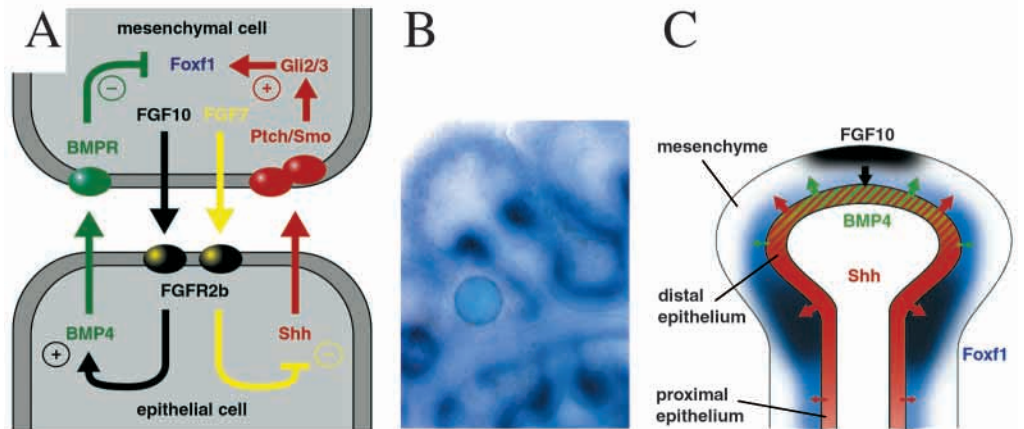 A
mesenchymal cell
Foxf1
Gli2/3
−
+
FGF10
FGF7
BMPR
Ptch/Smo
FGFR2b
BMP4
Shh
+
−
epithelial cell
B
C
FGF10
mesenchyme
BMP4
Shh
distal
epithelium
Foxf1
proximal
epithelium